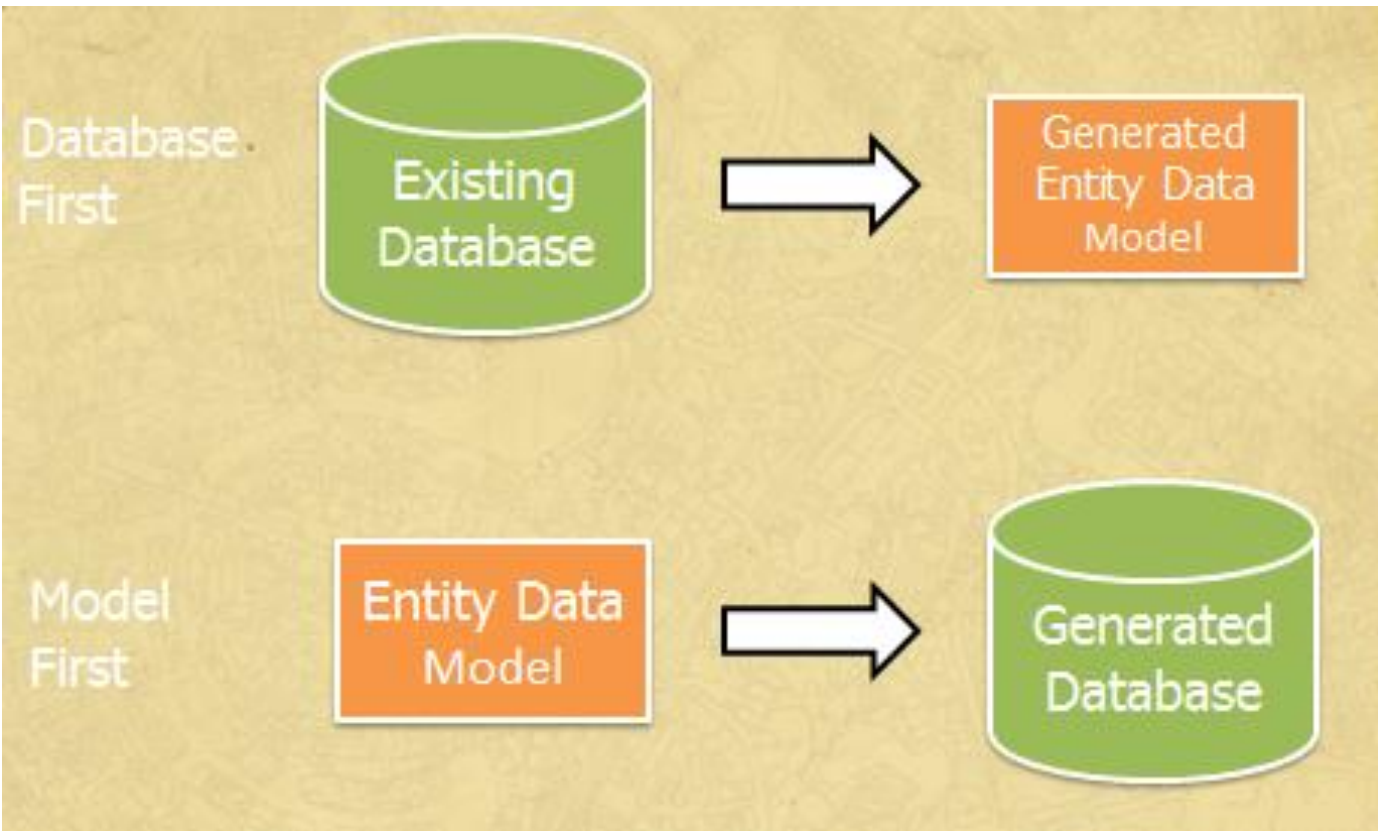 Database
First
Existing
Database
Generated
Entity Data
Model
Model
First
Entity Data
Model
Generated
Database